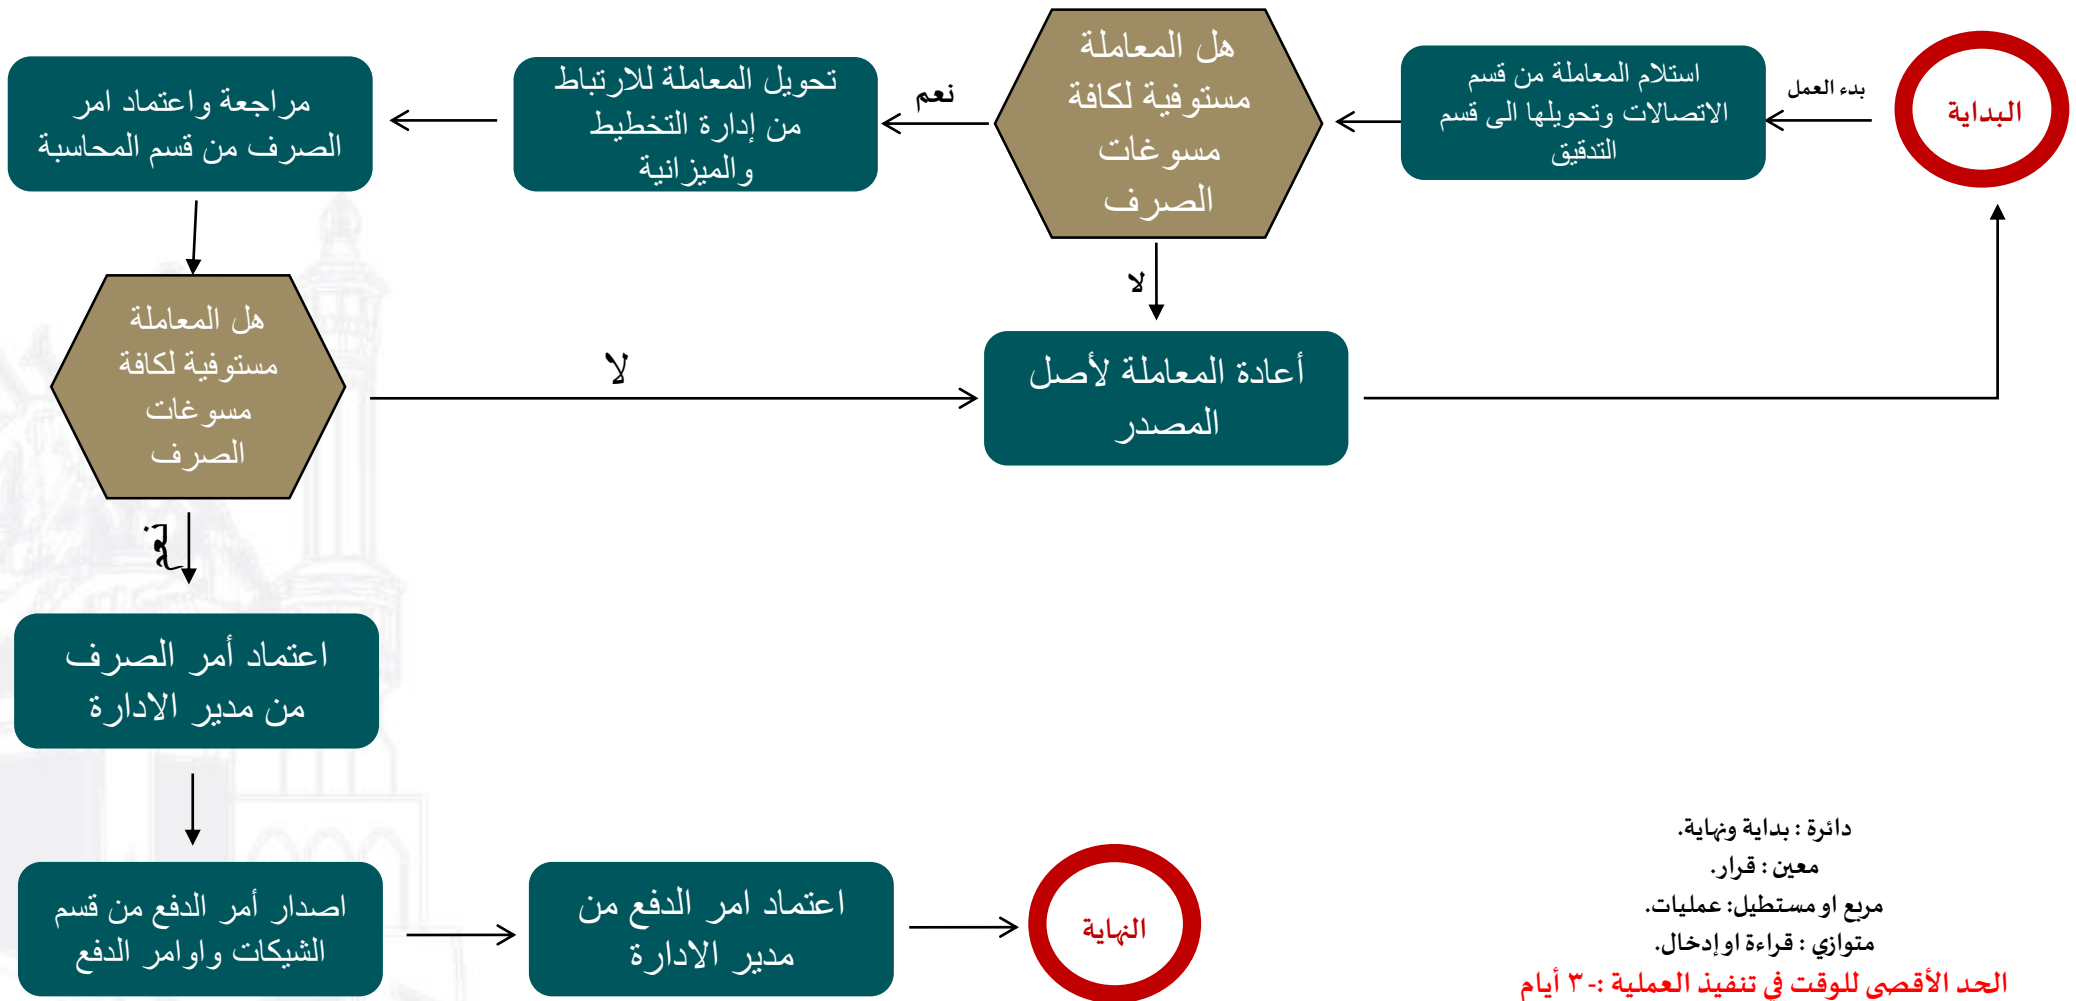 البداية
بدء العمل
استلام المعاملة من قسم
الاتصالات وتحويلها الى قسم
التدقيق
هل المعاملة
مستوفية لكافة
مسوغات
الصرف
نعم
تحويل المعاملة للارتباط
من إدارة التخطيط
والميزانية
مراجعة واعتماد امر
الصرف من قسم المحاسبة
لا
هل المعاملة
مستوفية لكافة
مسوغات
الصرف
لا
أعادة المعاملة لأصل
المصدر
نعم
اعتماد أمر الصرف
من مدير الادارة
اصدار أمر الدفع من قسم
الشيكات واوامر الدفع
اعتماد امر الدفع من
مدير الادارة
النهاية
دائرة : بداية ونهاية.
معين : قرار.
مربع او مستطيل: عمليات.
متوازي : قراءة اوإدخال.
الحد الأقصى للوقت في تنفيذ العملية :- ٣ أيام